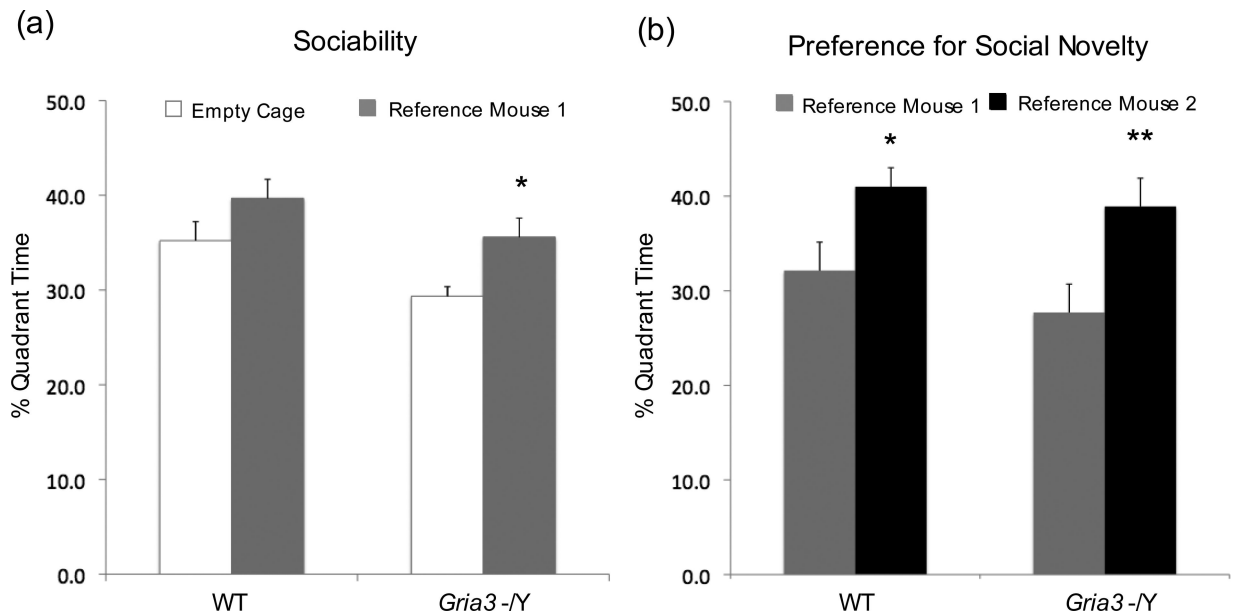 (a)
Sociability
Empty Cage
Reference Mouse 1
50.0
40.0
30.0
20.0
10.0
0.0
% Quadrant Time
*
WT
Gria3 -/Y
(b)
Preference for Social Novelty
Reference Mouse 1
Reference Mouse 2
50.0
40.0
30.0
20.0
10.0
0.0
% Quadrant Time
*
**
WT
Gria3 -/Y